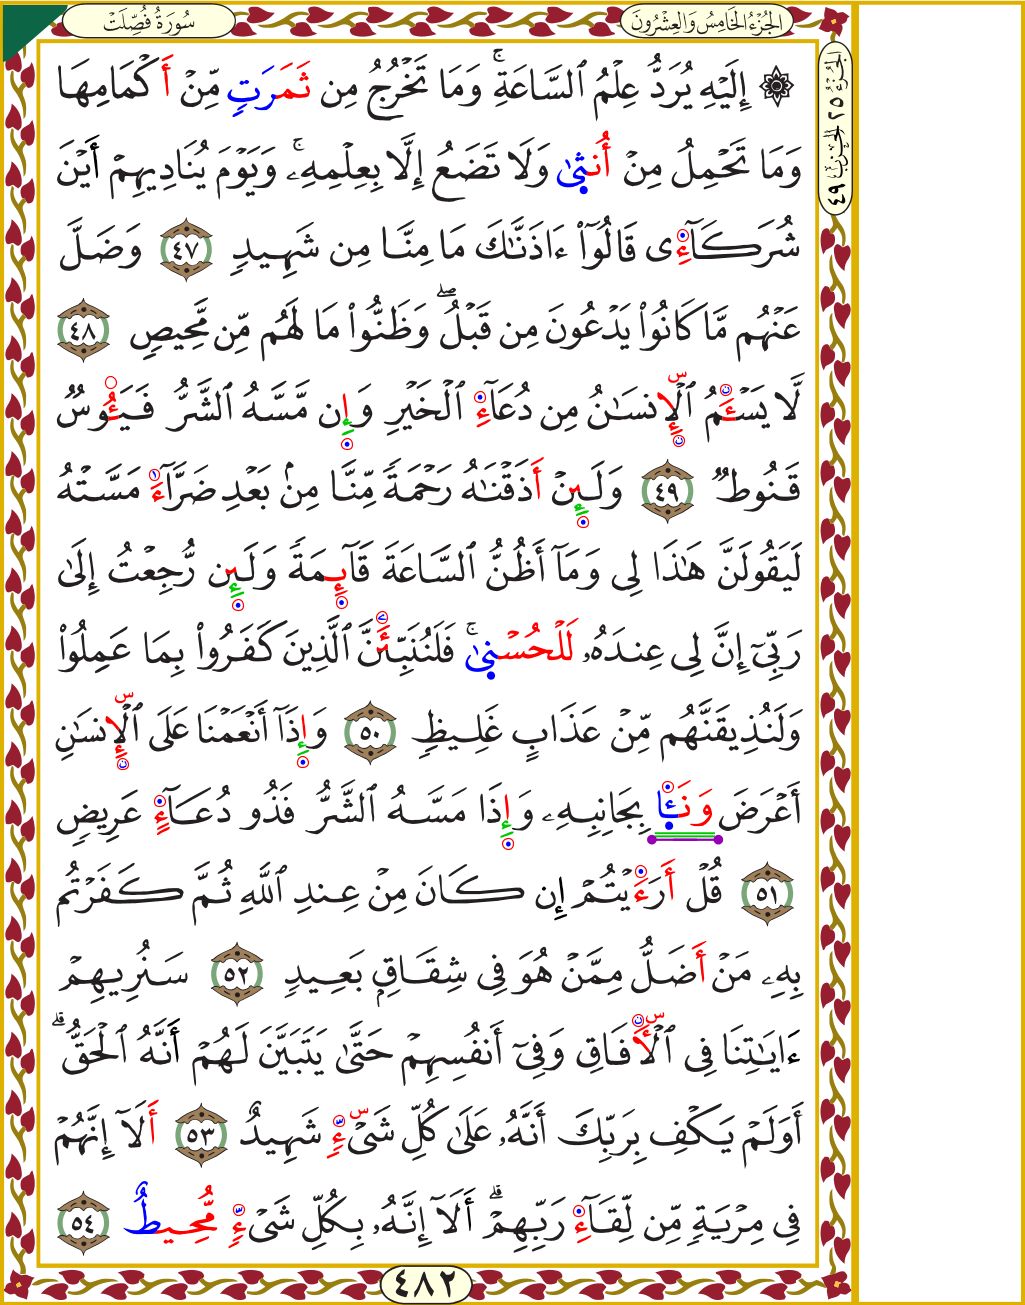 الجُزْءُ الخَامِسُ وَالعِشْرُونَ
سُورَةُ فُصِّلَتْ
الجُزْءُ ٢٥ الحِزْبُ ٤٩
۞ إِلَيْهِ يُرَدُّ عِلْمُ ٱلسَّاعَةِۚ وَمَا تَخْرُجُ مِن ثَمَرَٰتٍ مِّنْ أَكْمَامِهَا
وَمَا تَحْمِلُ مِنْ أُنثَىٰ وَلَا تَضَعُ إِلَّا بِعِلْمِهِۦۚ وَيَوْمَ يُنَادِيهِمْ أَيْنَ
شُرَكَآءِى قَالُوٓا۟ ءَاذَنَّٰكَ مَا مِنَّا مِن شَهِيدٍ ٤٧ وَضَلَّ
عَنْهُم مَّا كَانُوا۟ يَدْعُونَ مِن قَبْلُۖ وَظَنُّوا۟ مَا لَهُم مِّن مَّحِيصٍ ٤٨
لَّا يَسْـَٔمُ ٱلْإِنسَٰنُ مِن دُعَآءِ ٱلْخَيْرِ وَإِن مَّسَّهُ ٱلشَّرُّ فَيَـُٔوسٌ
قَنُوطٌ ٤٩ وَلَئِنْ أَذَقْنَٰهُ رَحْمَةً مِّنَّا مِنۢ بَعْدِ ضَرَّآءَ مَسَّتْهُ
لَيَقُولَنَّ هَٰذَا لِى وَمَآ أَظُنُّ ٱلسَّاعَةَ قَآئِمَةً وَلَئِن رُّجِعْتُ إِلَىٰ
رَبِّىٓ إِنَّ لِى عِندَهُۥ لَلْحُسْنَىٰۚ فَلَنُنَبِّئَنَّ ٱلَّذِينَ كَفَرُوا۟ بِمَا عَمِلُوا۟
وَلَنُذِيقَنَّهُم مِّنْ عَذَابٍ غَلِيظٍ ٥٠ وَإِذَآ أَنْعَمْنَا عَلَى ٱلْإِنسَٰنِ
أَعْرَضَ وَنَـَٔا بِجَانِبِهِۦ وَإِذَا مَسَّهُ ٱلشَّرُّ فَذُو دُعَآءٍ عَرِيضٍ
٥١ قُلْ أَرَءَيْتُمْ إِن كَانَ مِنْ عِندِ ٱللَّهِ ثُمَّ كَفَرْتُم
بِهِۦ مَنْ أَضَلُّ مِمَّنْ هُوَ فِى شِقَاقٍۭ بَعِيدٍ ٥٢ سَنُرِيهِمْ
ءَايَٰتِنَا فِى ٱلْءَافَاقِ وَفِىٓ أَنفُسِهِمْ حَتَّىٰ يَتَبَيَّنَ لَهُمْ أَنَّهُ ٱلْحَقُّۗ
أَوَلَمْ يَكْفِ بِرَبِّكَ أَنَّهُۥ عَلَىٰ كُلِّ شَىْءٍ شَهِيدٌ ٥٣ أَلَآ إِنَّهُمْ
فِى مِرْيَةٍ مِّن لِّقَآءِ رَبِّهِمْۗ أَلَآ إِنَّهُۥ بِكُلِّ شَىْءٍ مُّحِيطٌۢ ٥٤
٤٨٢